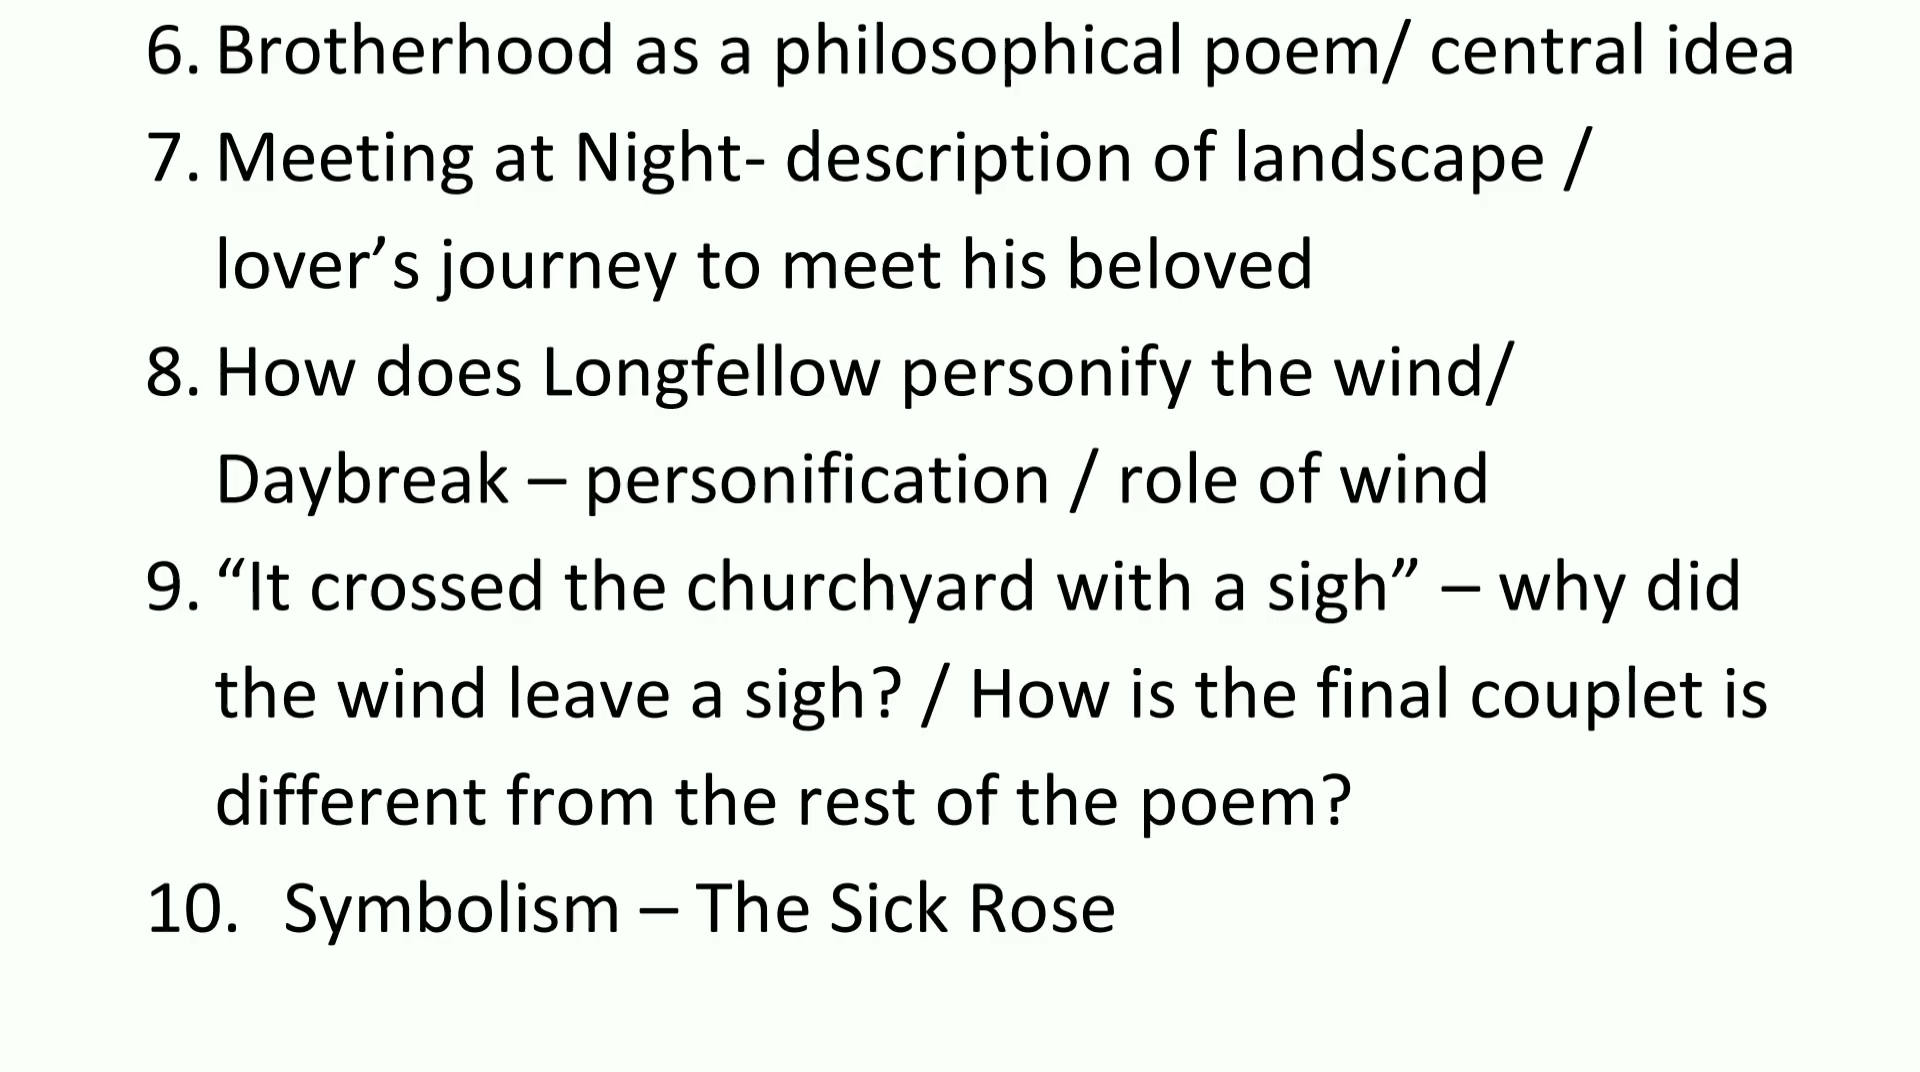 6. Brotherhood as a philosophical poem/ central idea
7. Meeting at Night- description of landscape /
lover’s journey to meet his beloved
8. How does Longfellow personify the wind/
Daybreak – personification / role of wind
9. “It crossed the churchyard with a sigh” – why did
the wind leave a sigh? / How is the final couplet is
different from the rest of the poem?
10. Symbolism – The Sick Rose